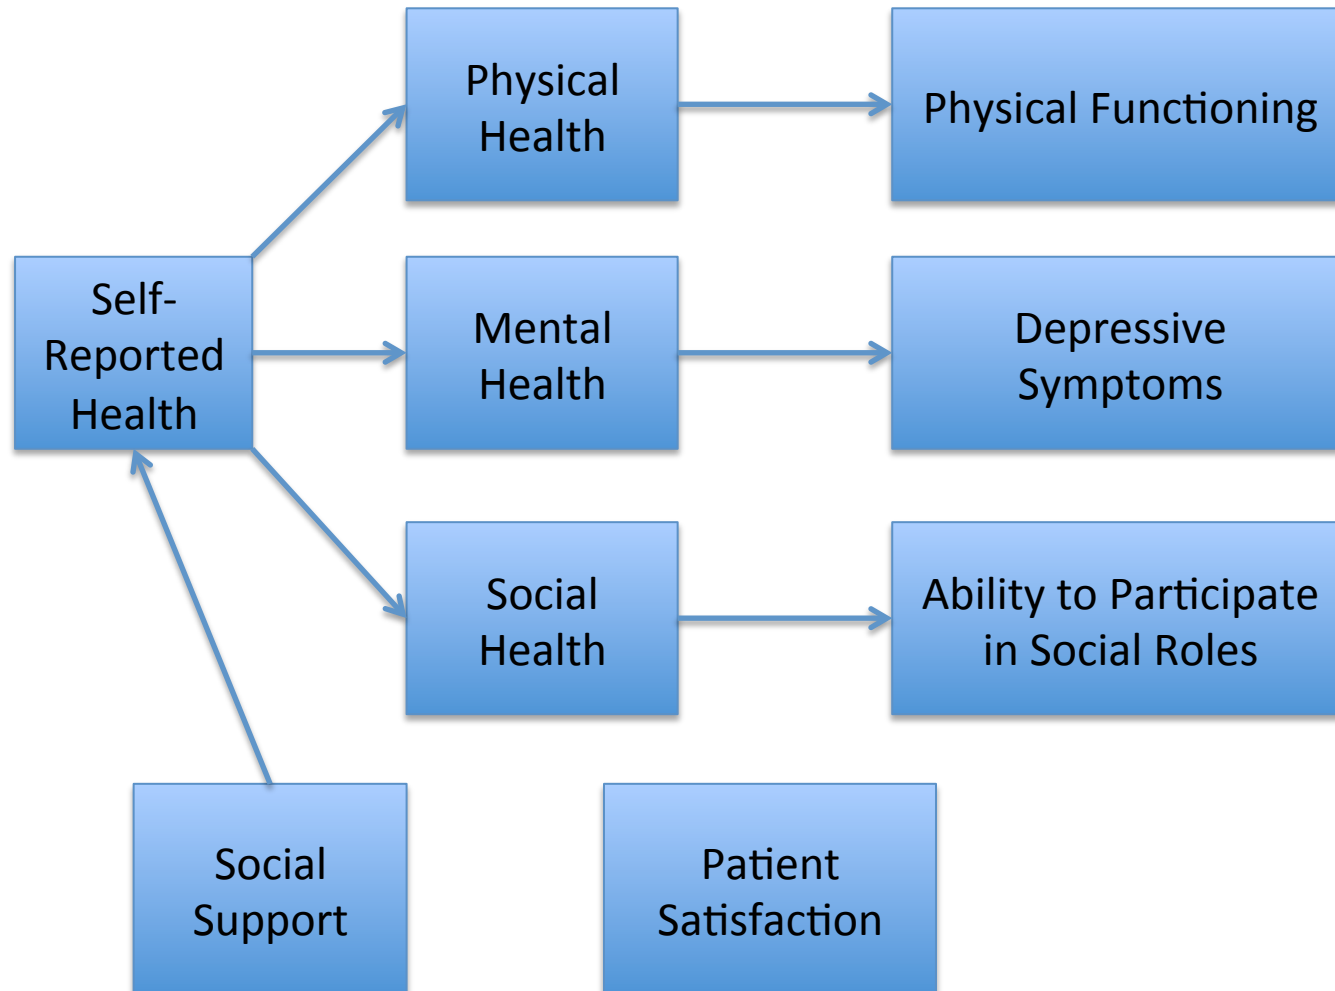 Physical
Health
Physical Functioning
Self-
Reported
Health
Mental
Health
Depressive
Symptoms
Social
Health
Ability to Participate
in Social Roles
Social
Support
Patient
Satisfaction